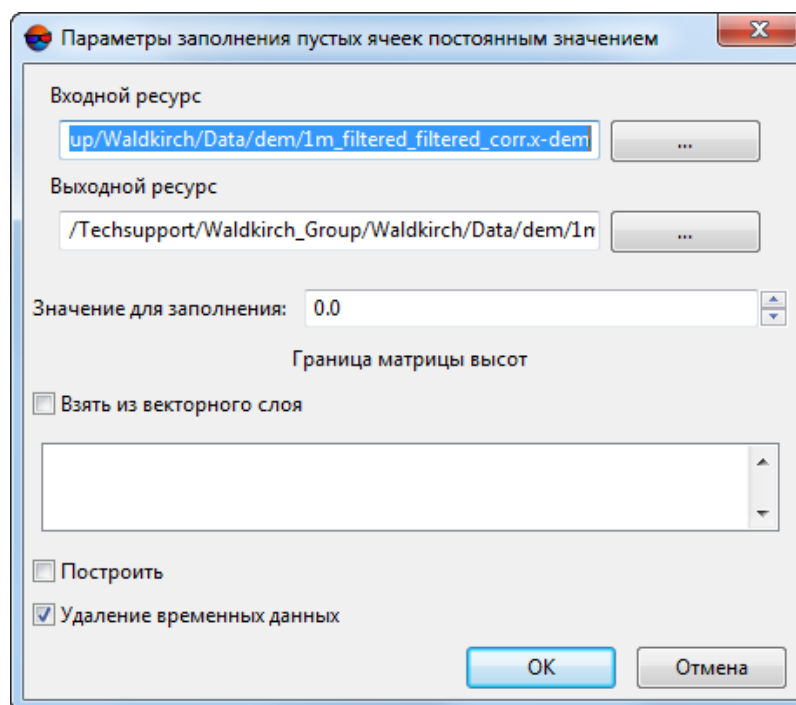 Параметры заполнения пустых ячеек постоянным значением
Входной ресурс
up/Waldkirch/Data/dem/1m_filtered_filtered_corr.x-dem
...
Выходной ресурс
/Techsupport/Waldkirch_Group/Waldkirch/Data/dem/1m
...
Значение для заполнения: 0.0
Граница матрицы высот
Взять из векторного слоя
Построить
Удаление временных данных
OK Отмена